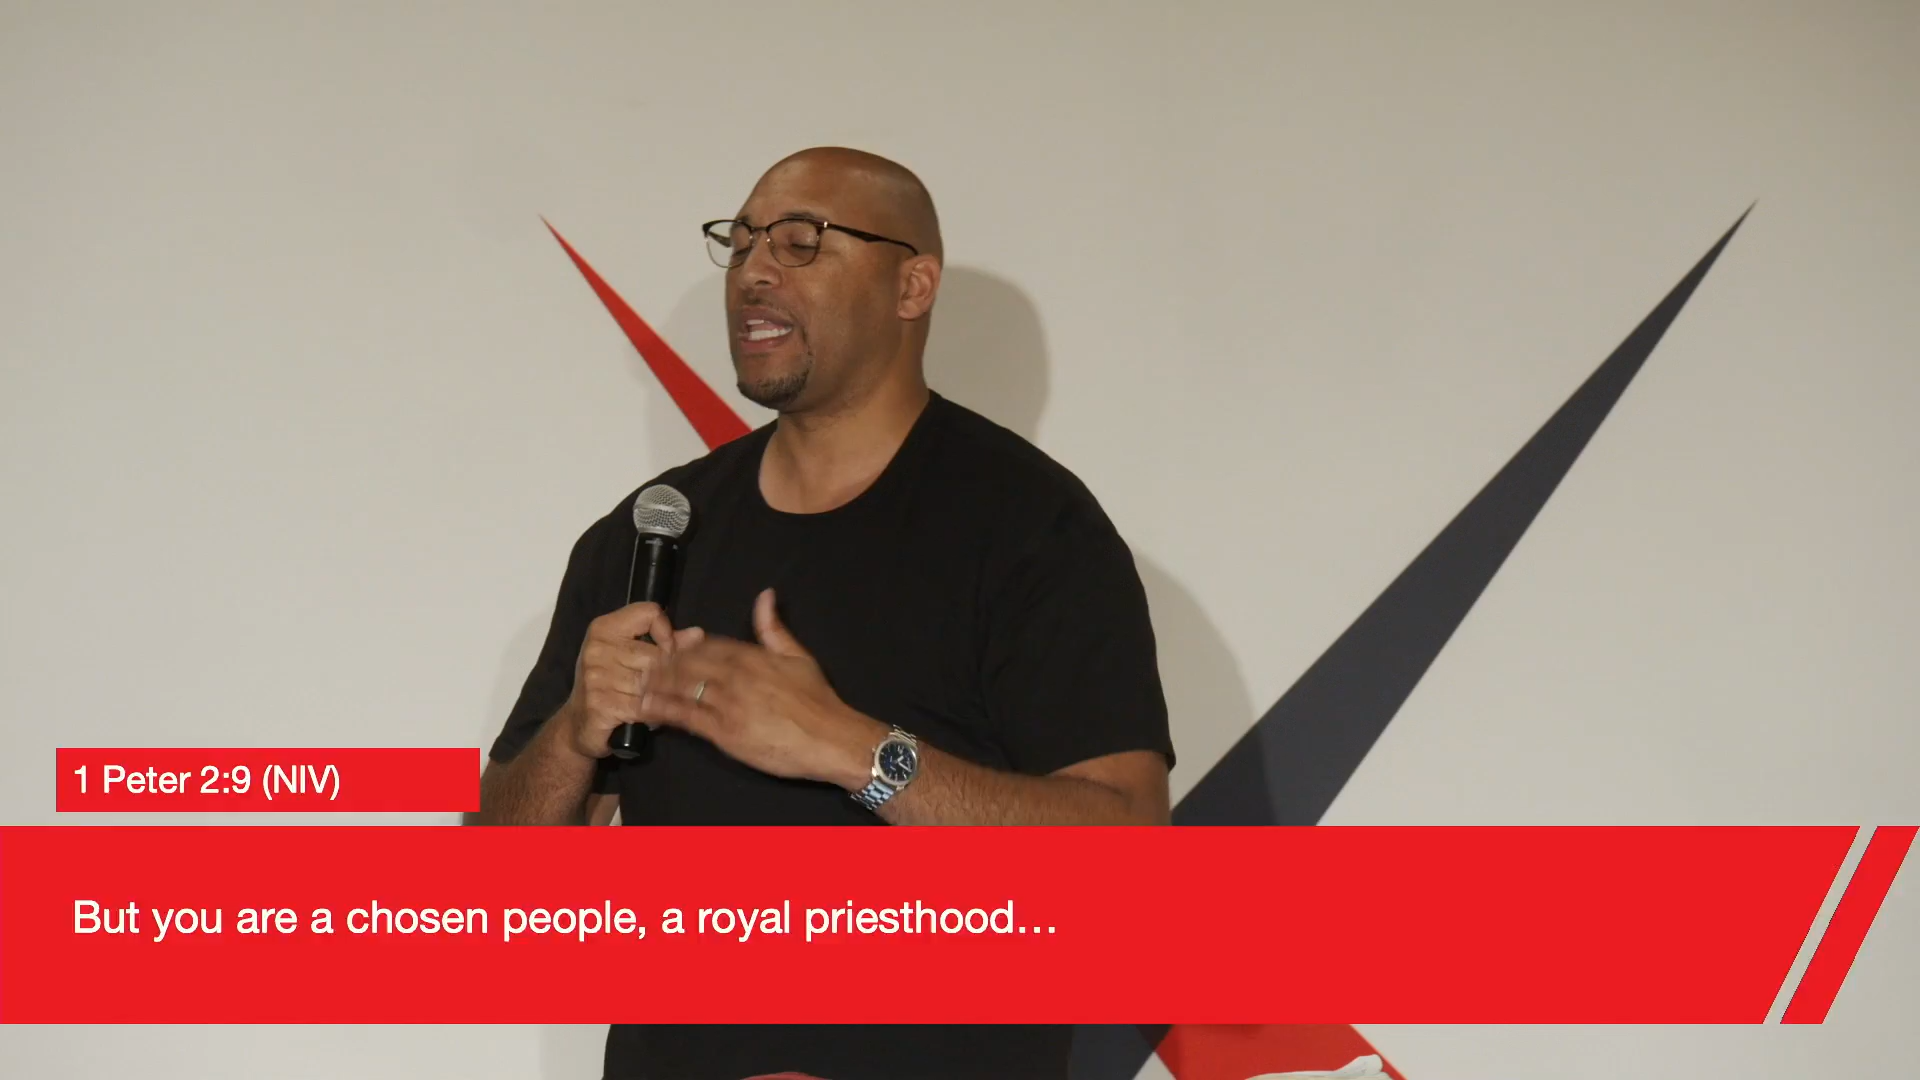 1 Peter 2:9 (NIV)
But you are a chosen people, a royal priesthood…